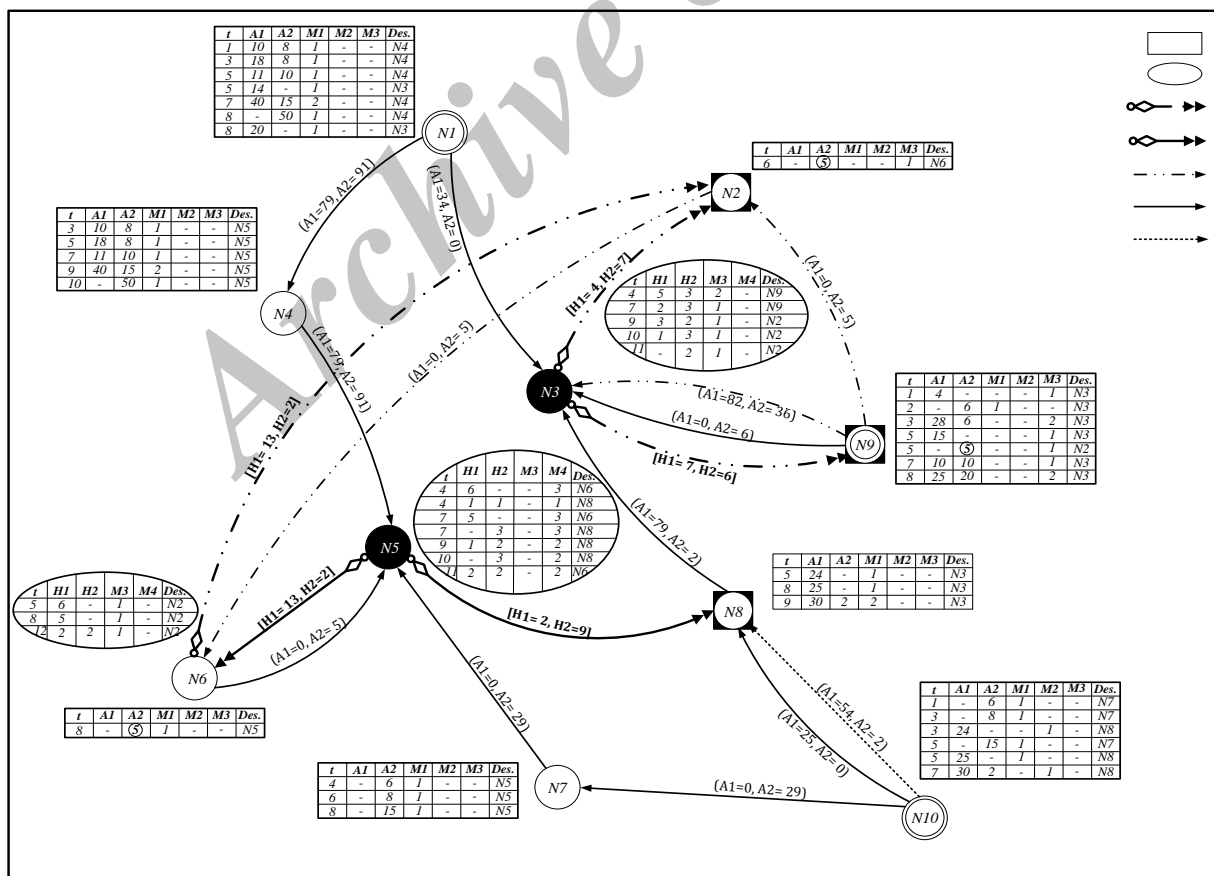 Archive
t A1 A2 M1 M2 M3 Des.
1 10 8 1 - - N4
3 18 8 1 - - N4
5 11 10 1 - - N4
5 14 - 1 - - N3
7 40 15 2 - - N4
8 - 50 1 - - N4
8 20 - 1 - - N3
N1
(A1=79, A2= 91)
(A1=34, A2= 0)
t A1 A2 M1 M2 M3 Des.
6 - 5 - - 1 N6
N2
t A1 A2 M1 M2 M3 Des.
3 10 8 1 - - N5
5 18 8 1 - - N5
7 11 10 1 - - N5
9 40 15 2 - - N5
10 - 50 1 - - N5
N4
(A1=79, A2= 91)
(A1=0, A2= 5)
[H1= 13, H2=2]
[H1= 4, H2=7]
(A1=0, A2= 5)
t H1 H2 M3 M4 Des.
4 5 3 2 - N9
7 2 3 1 - N9
9 3 2 1 - N2
10 1 3 1 - N2
11 - 2 1 - N2
N3
(A1=82, A2= 36)
(A1=0, A2= 6)
[H1= 7, H2=6]
N9
t A1 A2 M1 M2 M3 Des.
1 4 - - - 1 N3
2 - 6 1 - - N3
3 28 6 - - 2 N3
5 15 - - - 1 N3
5 - 5 - - 1 N2
7 10 10 - - 1 N3
8 25 20 - - 2 N3
t H1 H2 M3 M4 Des.
4 6 - - 3 N6
4 1 1 - 1 N8
7 5 - - 3 N6
7 - 3 - 3 N8
9 1 2 - 2 N8
10 - 3 - 2 N8
11 2 2 - 2 N6
N5
(A1=79, A2= 2)
t A1 A2 M1 M2 M3 Des.
5 24 - 1 - - N3
8 25 - 1 - - N3
9 30 2 2 - - N3
N8
[H1= 13, H2=2]
[H1= 2, H2=9]
t H1 H2 M3 M4 Des.
5 6 - 1 - N2
8 5 - 1 - N2
12 2 2 1 - N2
N6
(A1=0, A2= 5)
t A1 A2 M1 M2 M3 Des.
8 - 5 1 - - N5
(A1=0, A2= 29)
(A1=54, A2= 2)
(A1=25, A2= 0)
t A1 A2 M1 M2 M3 Des.
1 - 6 1 - - N7
3 - 8 1 - - N7
3 24 - - 1 - N8
5 - 15 1 - - N7
5 25 - 1 - - N8
7 30 2 - 1 - N8
t A1 A2 M1 M2 M3 Des.
4 - 6 1 - - N5
6 - 8 1 - - N5
8 - 15 1 - - N5
N7
(A1=0, A2= 29)
N10